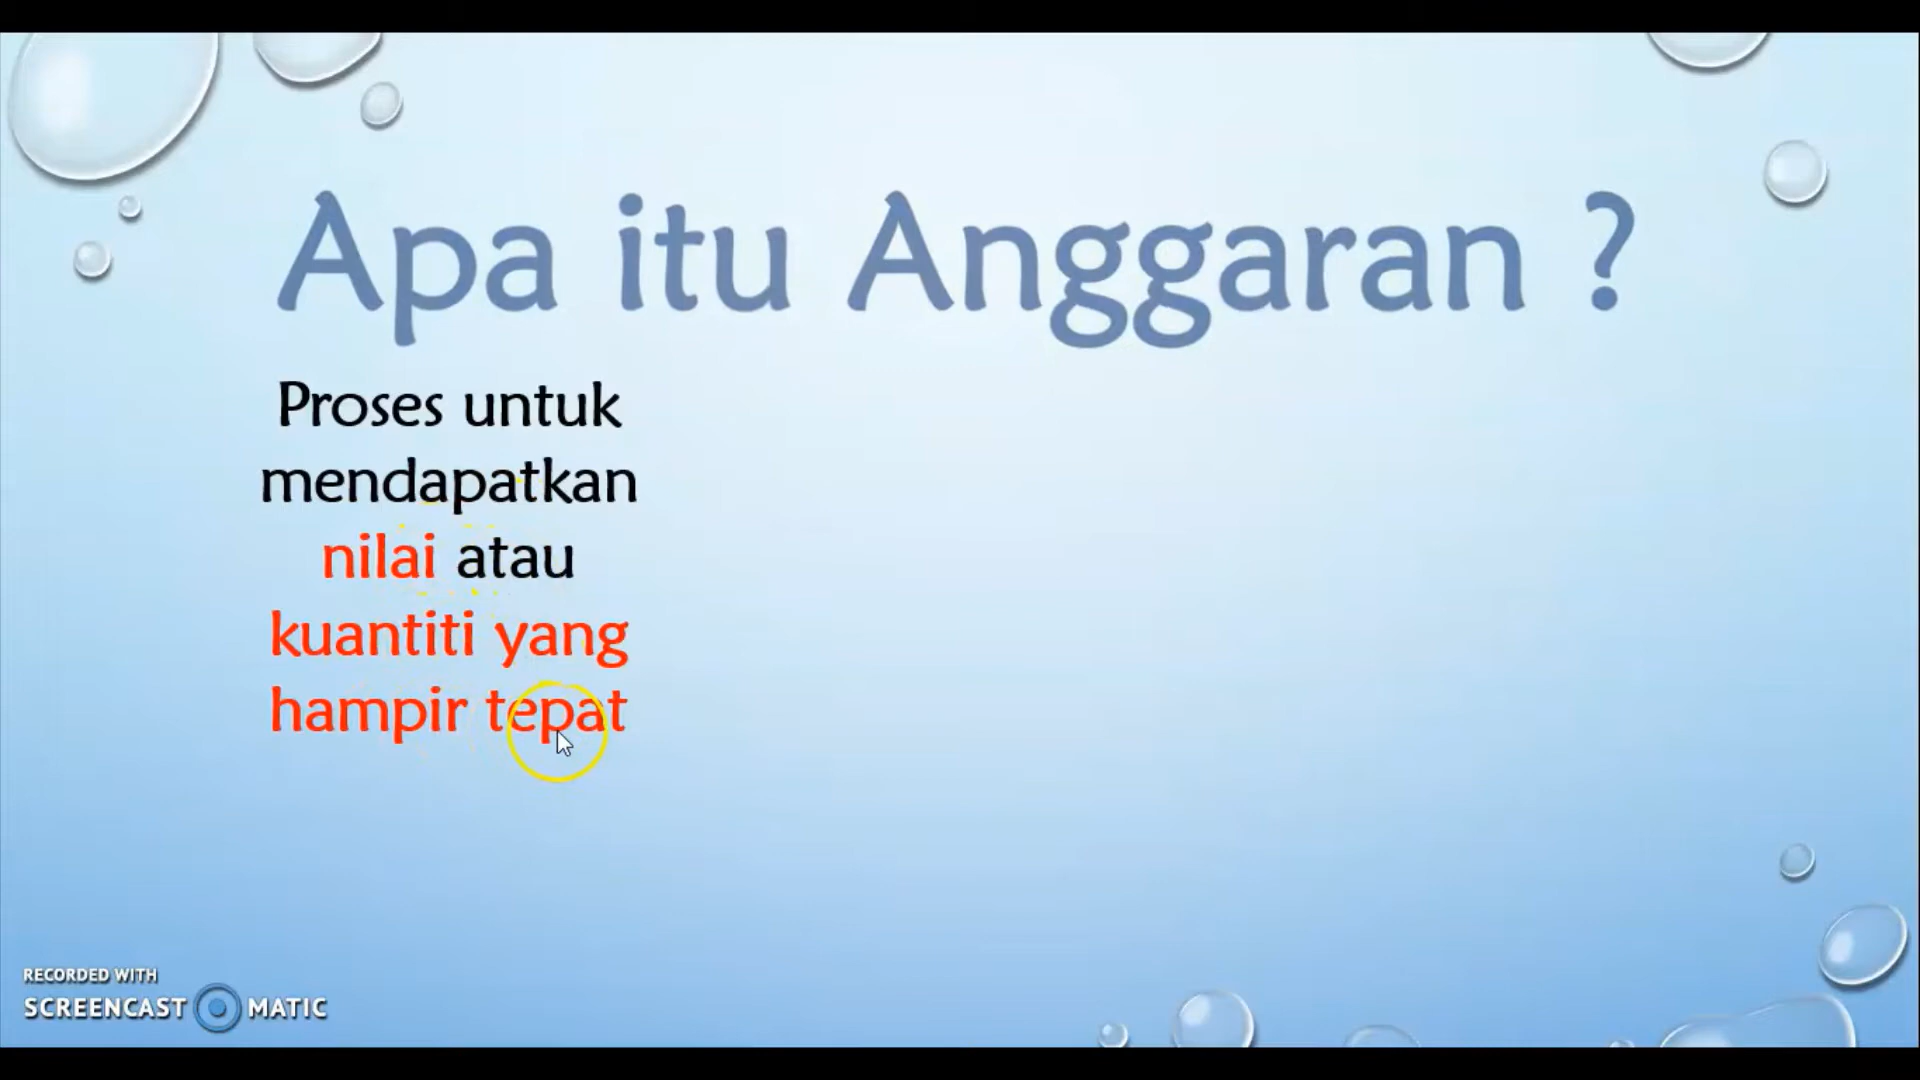 Apa itu Anggaran ?
Proses untuk
mendapatkan
nilai atau
kuantiti yang
hampir tepat
RECORDED WITH
SCREENCAST MATIC